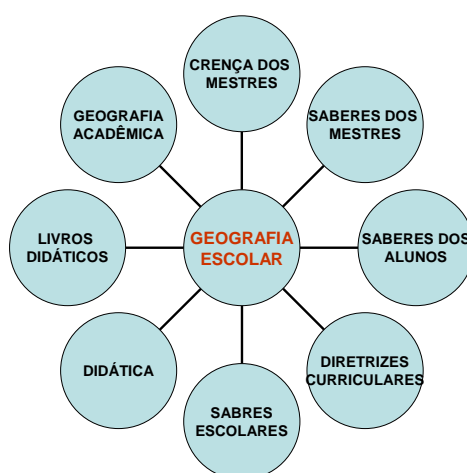 CRENÇA DOS
MESTRES
GEOGRAFIA
ACADÊMICA
SABERES DOS
MESTRES
LIVROS
DIDÁTICOS
GEOGRAFIA
ESCOLAR
SABERES DOS
ALUNOS
DIDÁTICA
DIRETRIZES
CURRICULARES
SABRES
ESCOLARES